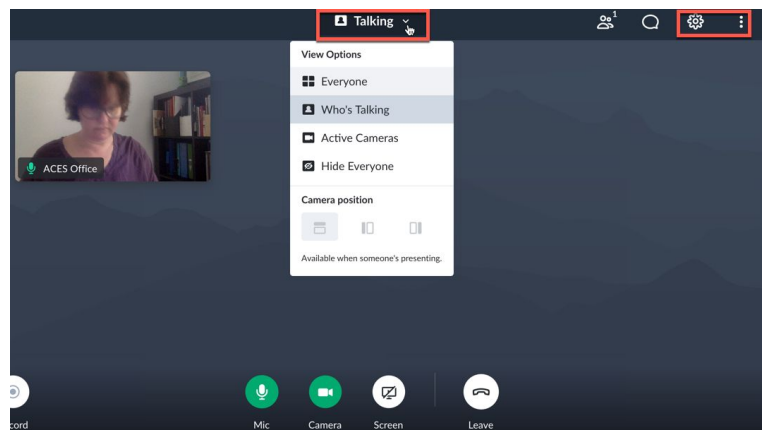 Talking
1
View Options
Everyone
Who's Talking
Active Cameras
Hide Everyone
ACES Office
Camera position
Available when someone's presenting.
cord
Mic
Camera
Screen
Leave